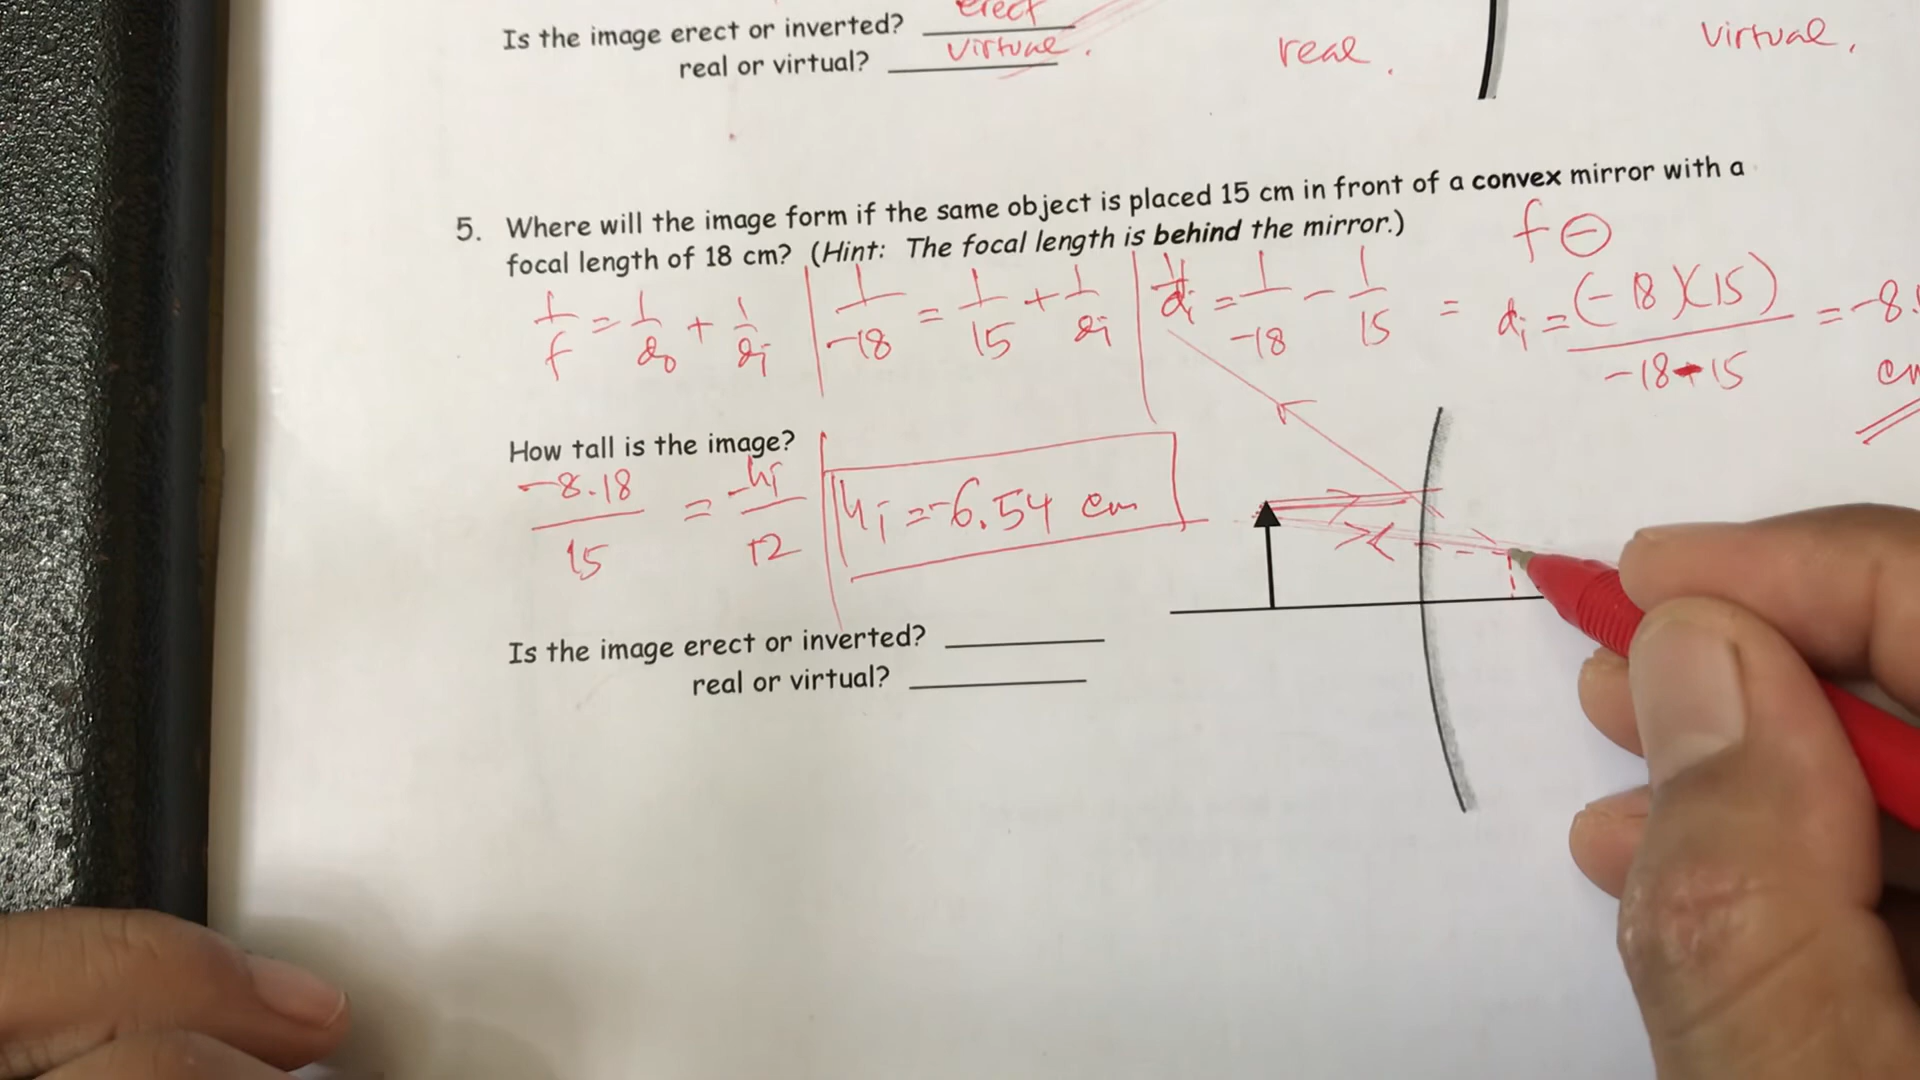 Is the image erect or inverted? erect
real or virtual? virtual.
real.
virtual.
5. Where will the image form if the same object is placed 15 cm in front of a convex mirror with a
focal length of 18 cm? (Hint: The focal length is behind the mirror.)
f ⊖
1/f = 1/do + 1/di | 1/-18 = 1/15 + 1/di | 1/di = 1/-18 - 1/15 = di = (-18)(15)/-18-15 = -8.
cm
How tall is the image?
-8.18/15 = -hi/12 hi = -6.54 cm
Is the image erect or inverted?
real or virtual?